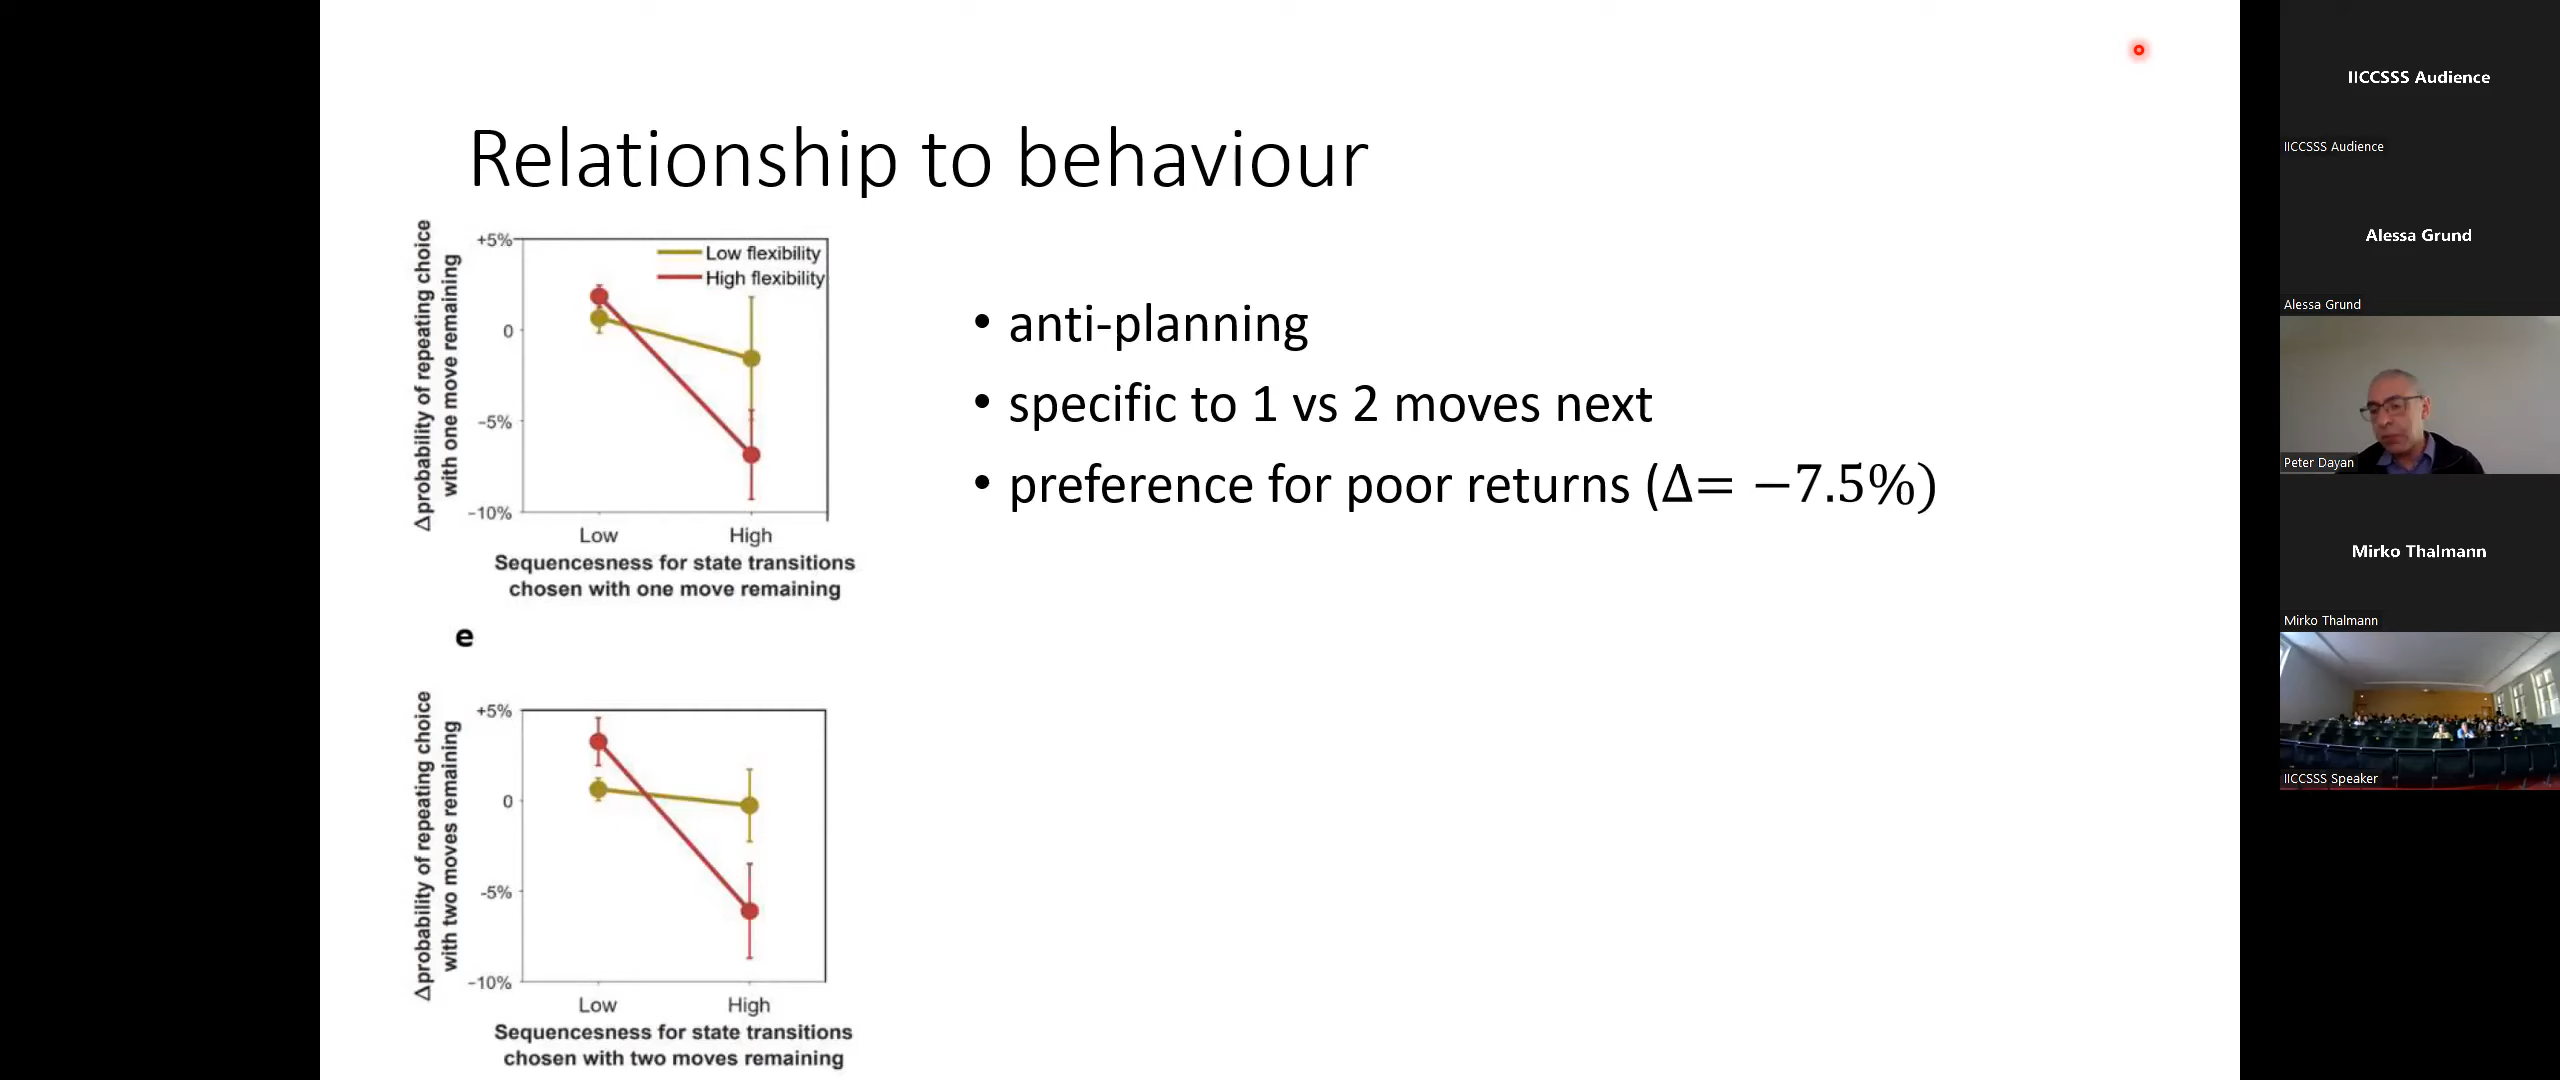 Relationship to behaviour
Δprobability of repeating choice
with one move remaining
+5%
0
-5%
-10%
Low flexibility
High flexibility
Low
High
Sequencesness for state transitions
chosen with one move remaining
e
Δprobability of repeating choice
with two moves remaining
+5%
0
-5%
-10%
Low
High
Sequencesness for state transitions
chosen with two moves remaining
• anti-planning
• specific to 1 vs 2 moves next
• preference for poor returns (Δ= −7.5%)
IICCSSS Audience
IICCSSS Audience
Alessa Grund
Alessa Grund
Peter Dayan
Mirko Thalmann
Mirko Thalmann
IICCSSS Speaker